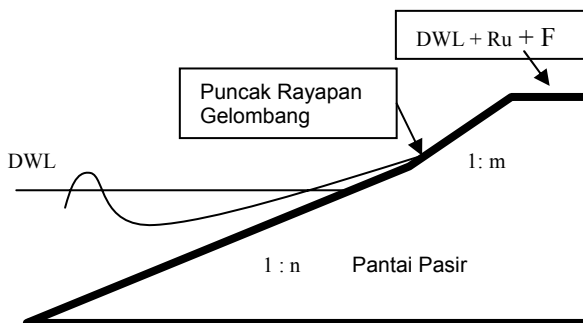 DWL + Ru + F
Puncak Rayapan
Gelombang
DWL
1: m
1 : n
Pantai Pasir